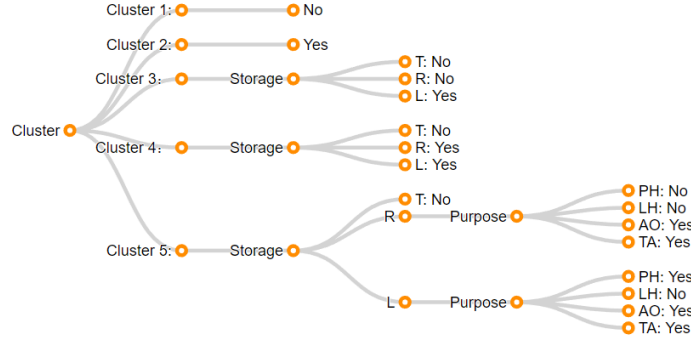 Cluster
Cluster 1:
No
Cluster 2:
Yes
Cluster 3:
Storage
T: No
R: No
L: Yes
Cluster 4:
Storage
T: No
R: Yes
L: Yes
Cluster 5:
Storage
T: No
R
Purpose
PH: No
LH: No
AO: Yes
TA: Yes
L
Purpose
PH: Yes
LH: No
AO: Yes
TA: Yes